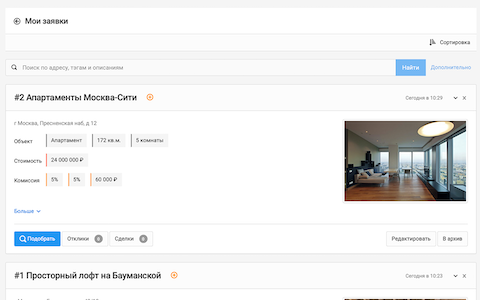 Мои заявки
Сортировка
Поиск по адресу, тэгам и описаниям
Найти
Дополнительно
#2 Апартаменты Москва-Сити
Сегодня в 10:29
г Москва, Пресненская наб, д 12
Объект Апартамент 172 кв.м. 5 комнаты
Стоимость 24 000 000 ₽
Комиссия 5% 5% 60 000 ₽
Больше
Подобрать Отклики 0 Сделки 0 Редактировать В архив
#1 Просторный лофт на Бауманской
Сегодня в 10:23